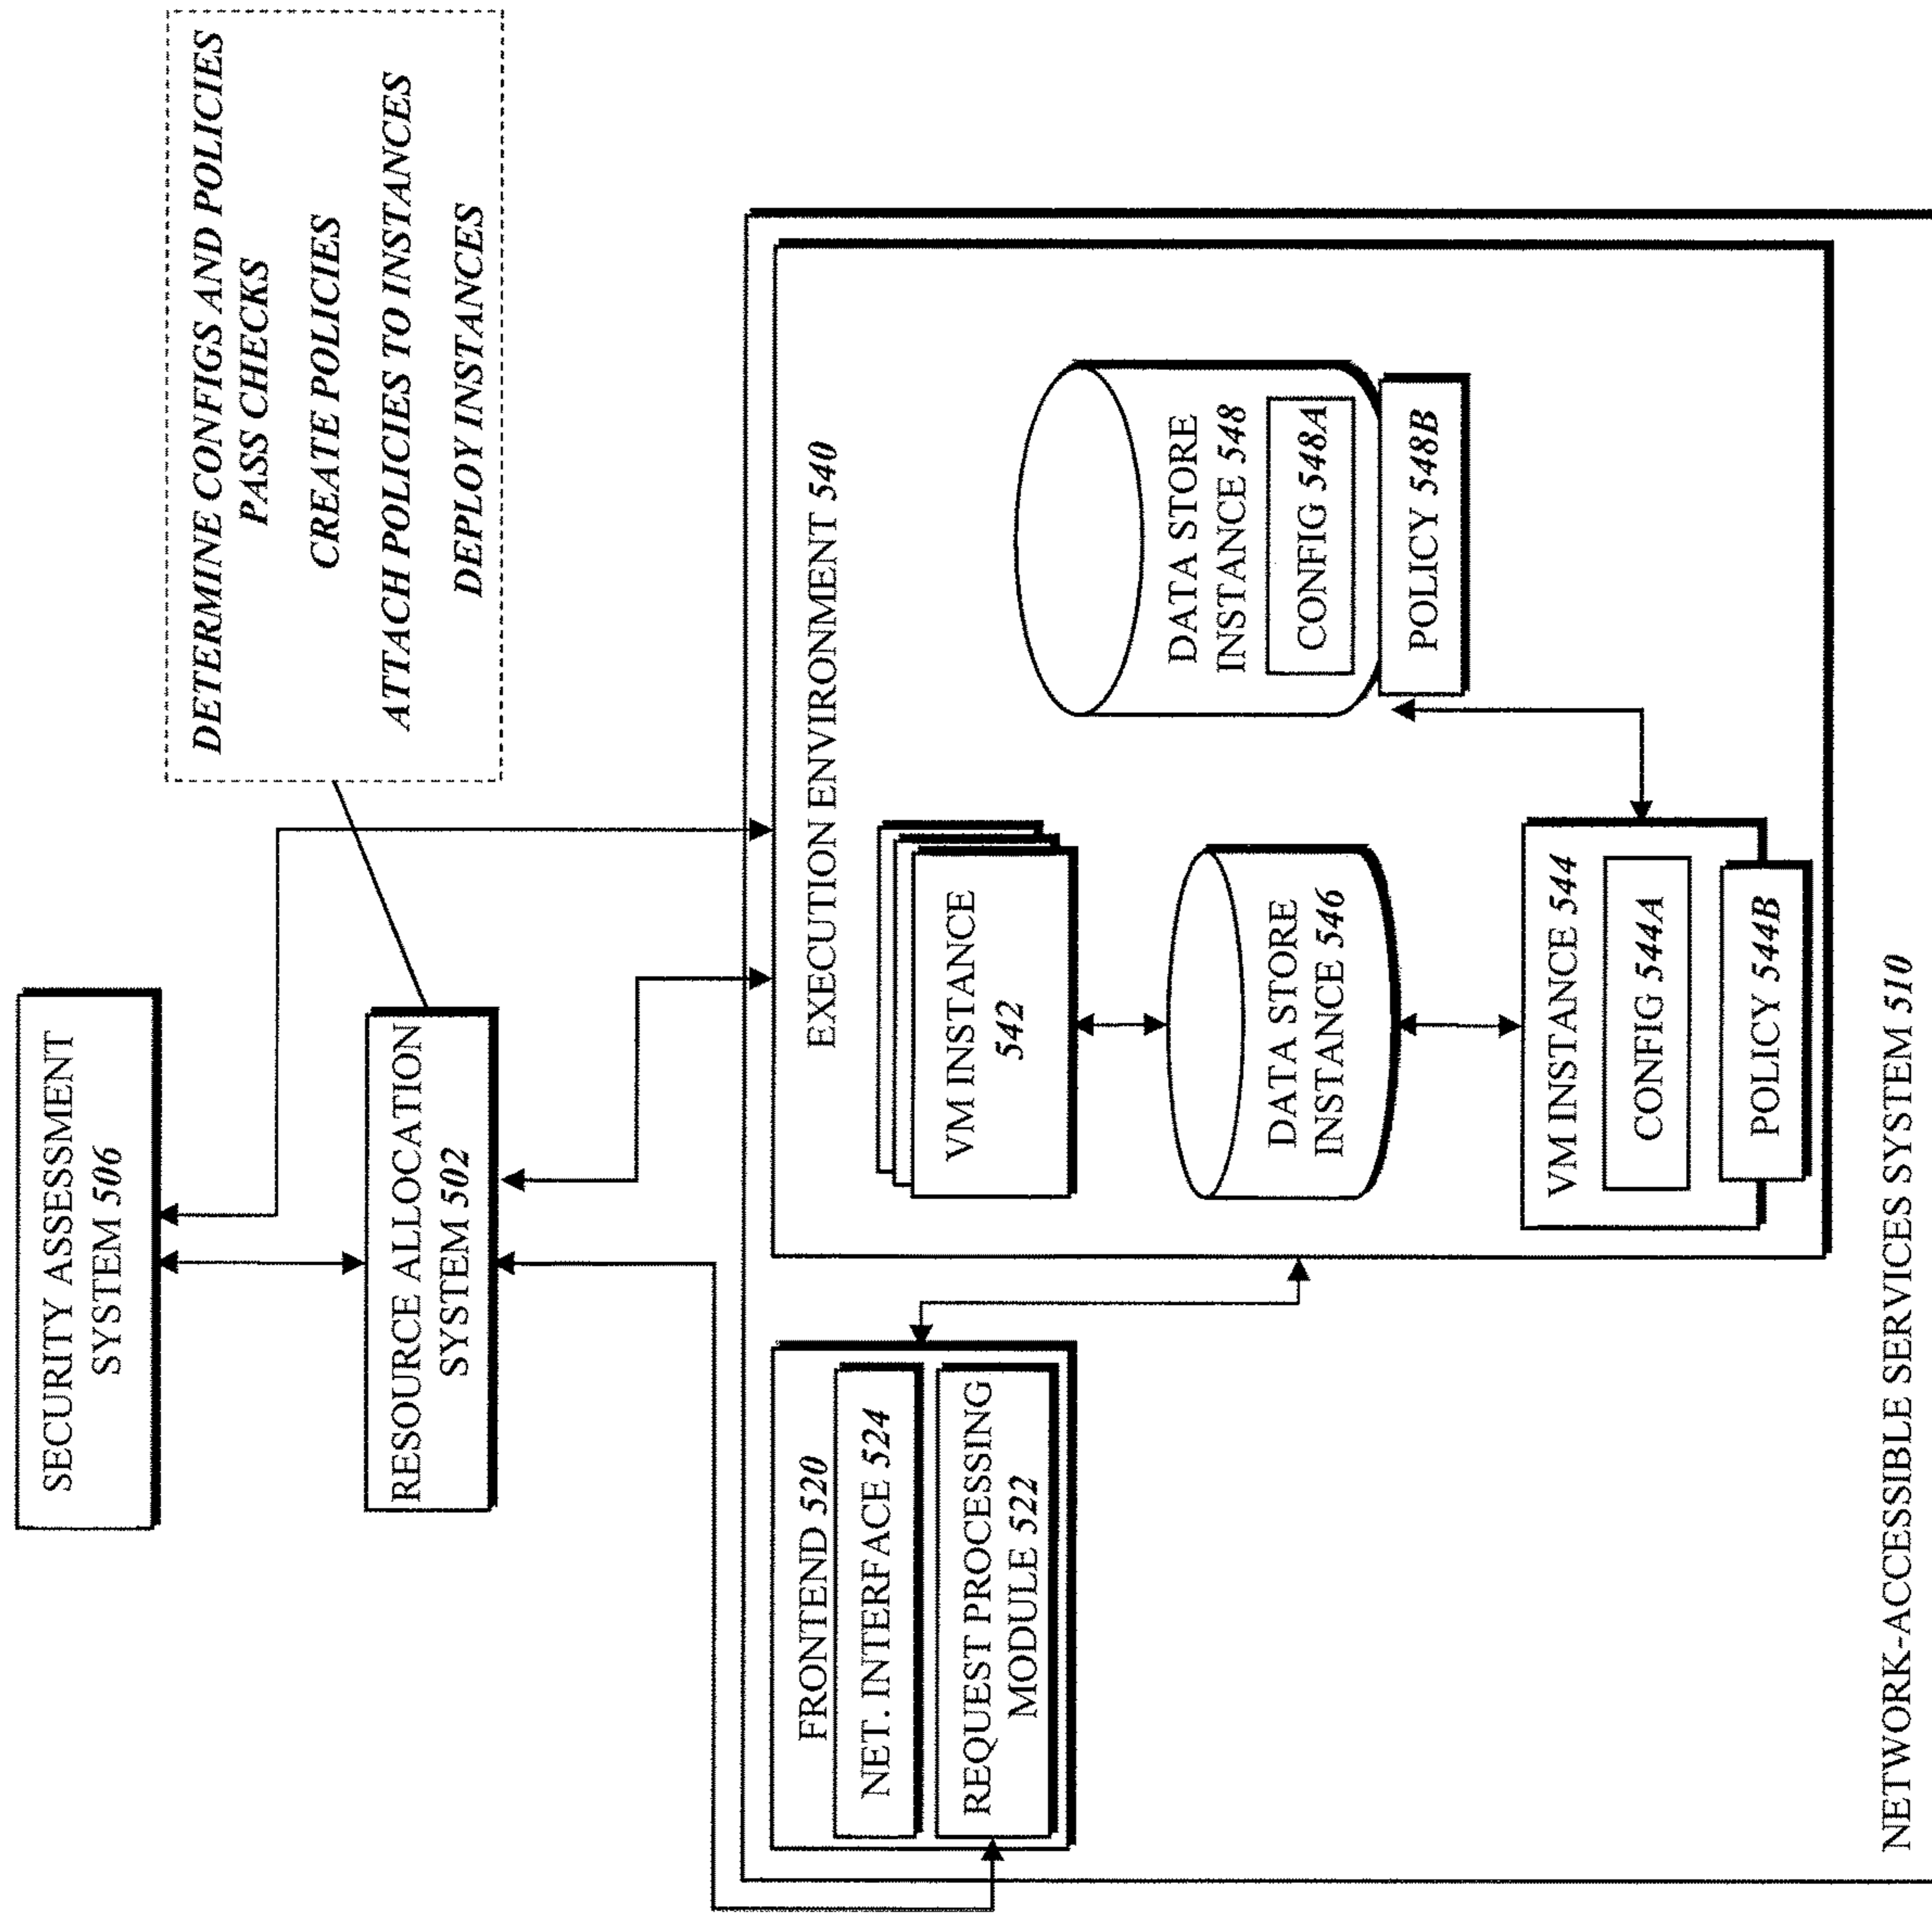 SECURITY ASSESSMENT
SYSTEM 506
RESOURCE ALLOCATION
SYSTEM 502
DETERMINE CONFIGS AND POLICIES
PASS CHECKS
CREATE POLICIES
ATTACH POLICIES TO INSTANCES
DEPLOY INSTANCES
FRONTEND 520
NET. INTERFACE 524
REQUEST PROCESSING
MODULE 522
EXECUTION ENVIRONMENT 540
VM INSTANCE
542
DATA STORE
INSTANCE 546
VM INSTANCE 544
CONFIG 544A
POLICY 544B
DATA STORE
INSTANCE 548
CONFIG 548A
POLICY 548B
NETWORK-ACCESSIBLE SERVICES SYSTEM 510